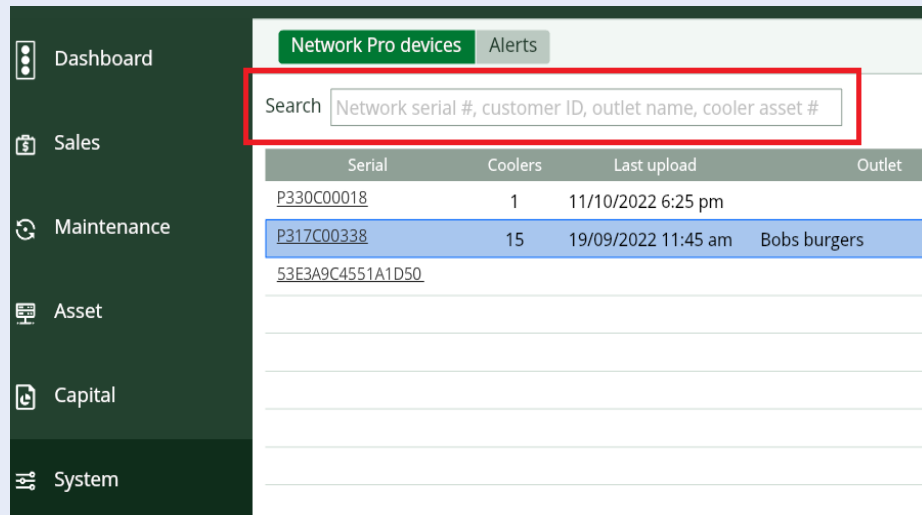 Dashboard
Sales
Maintenance
Asset
Capital
System
Network Pro devices Alerts
Search Network serial #, customer ID, outlet name, cooler asset #
Serial Coolers Last upload Outlet
P330C00018 1 11/10/2022 6:25 pm
P317C00338 15 19/09/2022 11:45 am Bobs burgers
53E3A9C4551A1D50